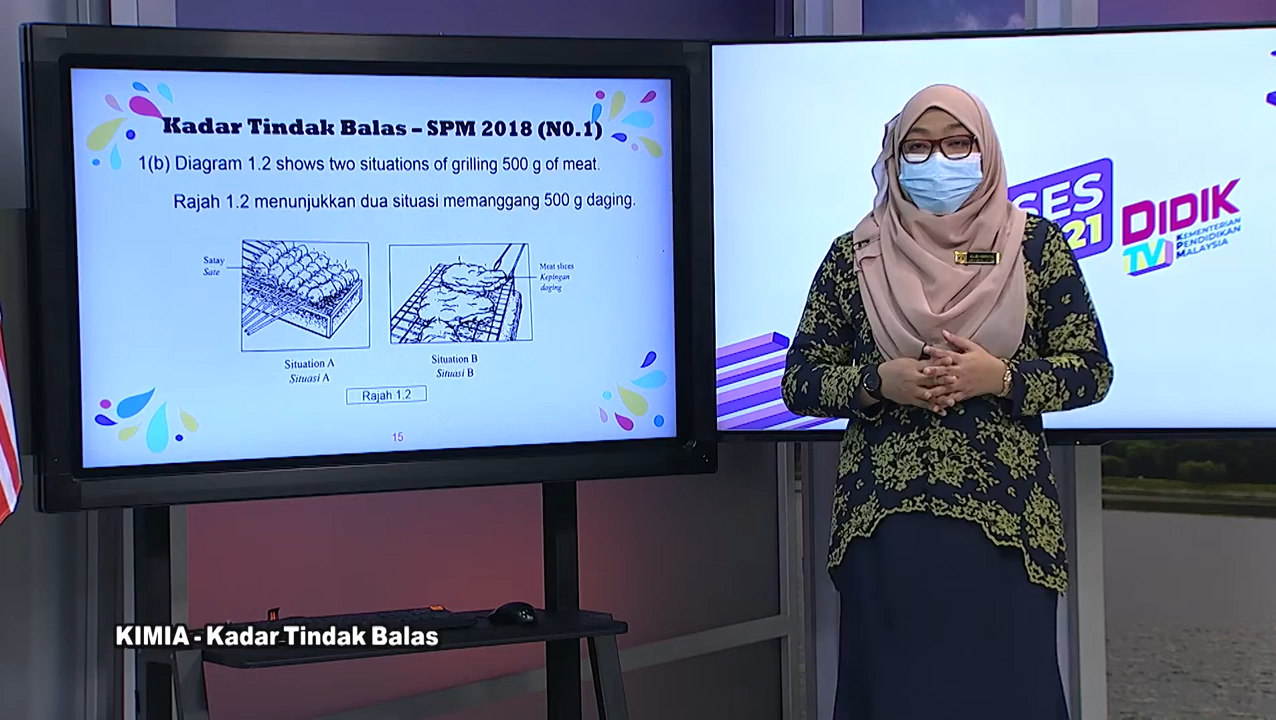 Kadar Tindak Balas – SPM 2018 (N0.1)
1(b) Diagram 1.2 shows two situations of grilling 500 g of meat.
Rajah 1.2 menunjukkan dua situasi memanggang 500 g daging.
Satay
Sate
Meat slices
Kepingan
daging
Situation A
Situasi A
Situation B
Situasi B
Rajah 1.2
15
SES
21
DIDIK
TV
KEMENTERIAN
PENDIDIKAN
MALAYSIA
KIMIA - Kadar Tindak Balas